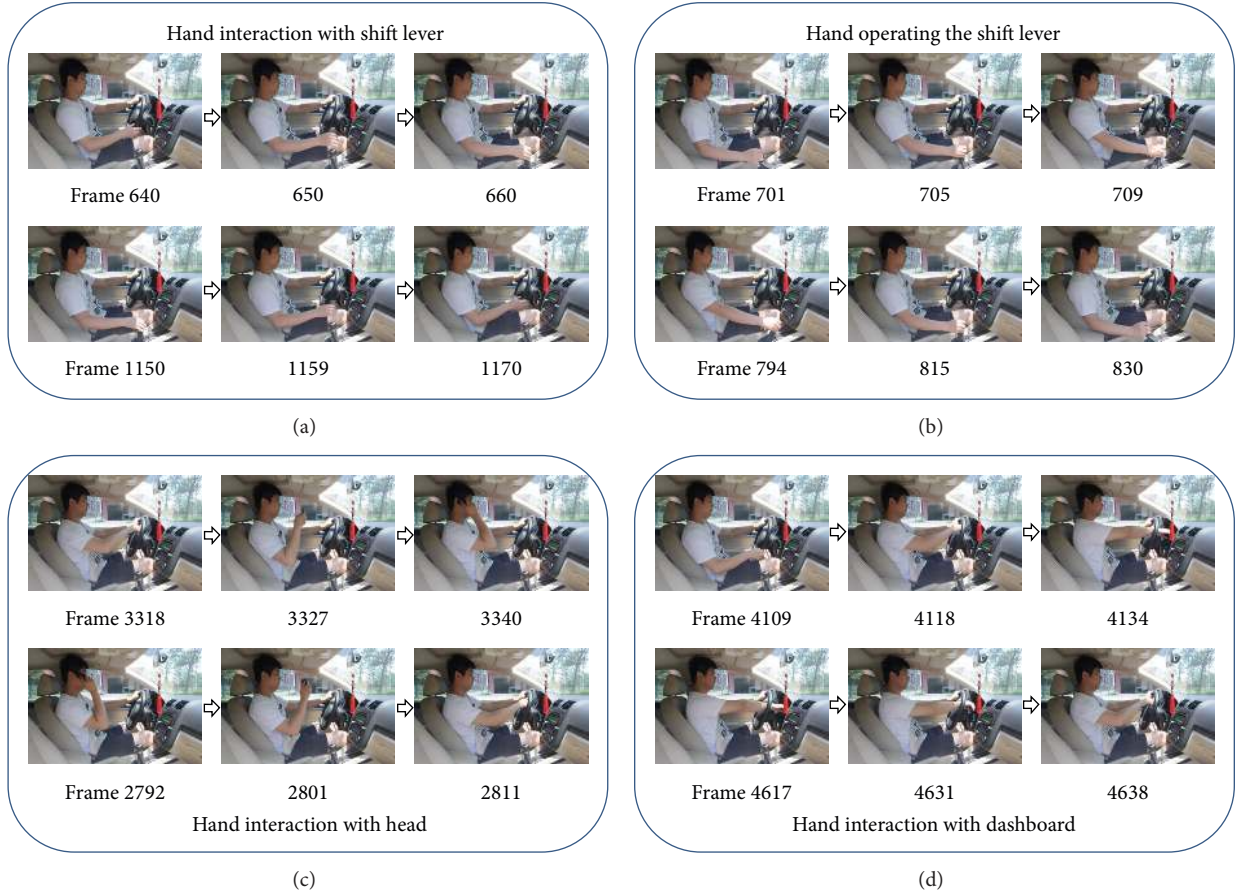 Hand interaction with shift lever
Frame 640 650 660
Frame 1150 1159 1170
(a)
Hand operating the shift lever
Frame 701 705 709
Frame 794 815 830
(b)
Frame 3318 3327 3340
Frame 2792 2801 2811
Hand interaction with head
(c)
Frame 4109 4118 4134
Frame 4617 4631 4638
Hand interaction with dashboard
(d)